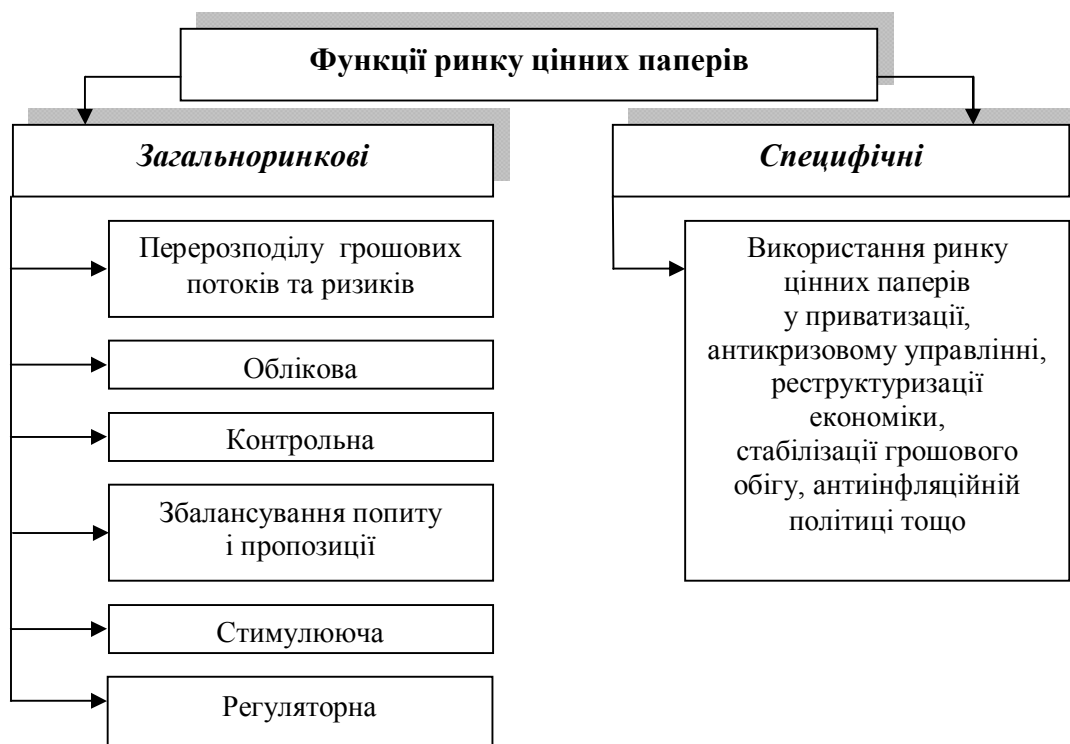 Функції ринку цінних паперів
Загальноринкові
Перерозподілу грошових
потоків та ризиків
Облікова
Контрольна
Збалансування попиту
і пропозиції
Стимулююча
Регуляторна
Специфічні
Використання ринку
цінних паперів
у приватизації,
антикризовому управлінні,
реструктуризації
економіки,
стабілізації грошового
обігу, антиінфляційній
політиці тощо